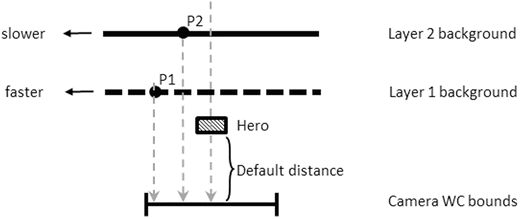 P2
slower
Layer 2 background
P1
faster
Layer 1 background
Hero
Default distance
Camera WC bounds